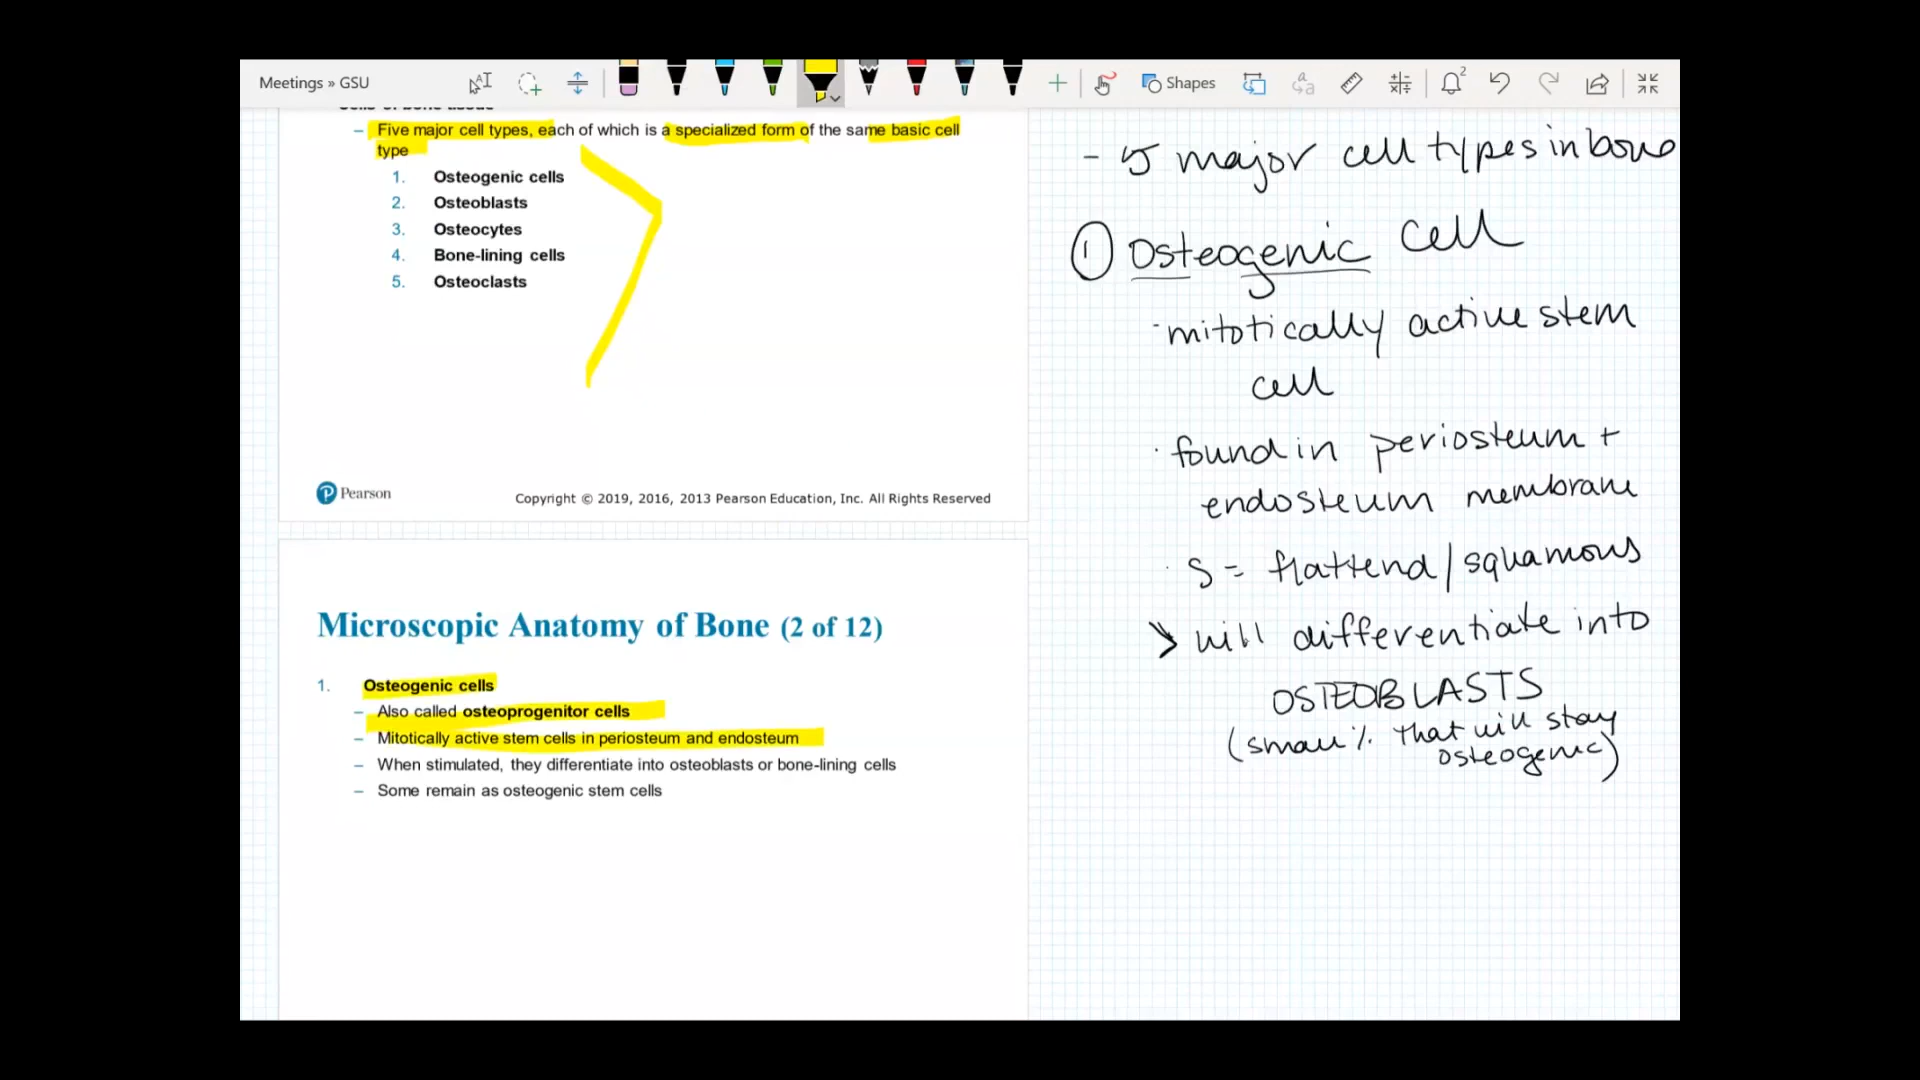 Meetings » GSU
Shapes
2
Cells of bone tissue
– Five major cell types, each of which is a specialized form of the same basic cell
type
1. Osteogenic cells
2. Osteoblasts
3. Osteocytes
4. Bone-lining cells
5. Osteoclasts
Pearson
Copyright © 2019, 2016, 2013 Pearson Education, Inc. All Rights Reserved
Microscopic Anatomy of Bone (2 of 12)
1. Osteogenic cells
– Also called osteoprogenitor cells
– Mitotically active stem cells in periosteum and endosteum
– When stimulated, they differentiate into osteoblasts or bone-lining cells
– Some remain as osteogenic stem cells
- 5 major cell types in bone
① Osteogenic cell
· mitotically active stem
cell
· found in periosteum +
endosteum membrane
· S = flattend/squamous
will differentiate into
OSTEOBLASTS
(small % that will stay
osteogenic)